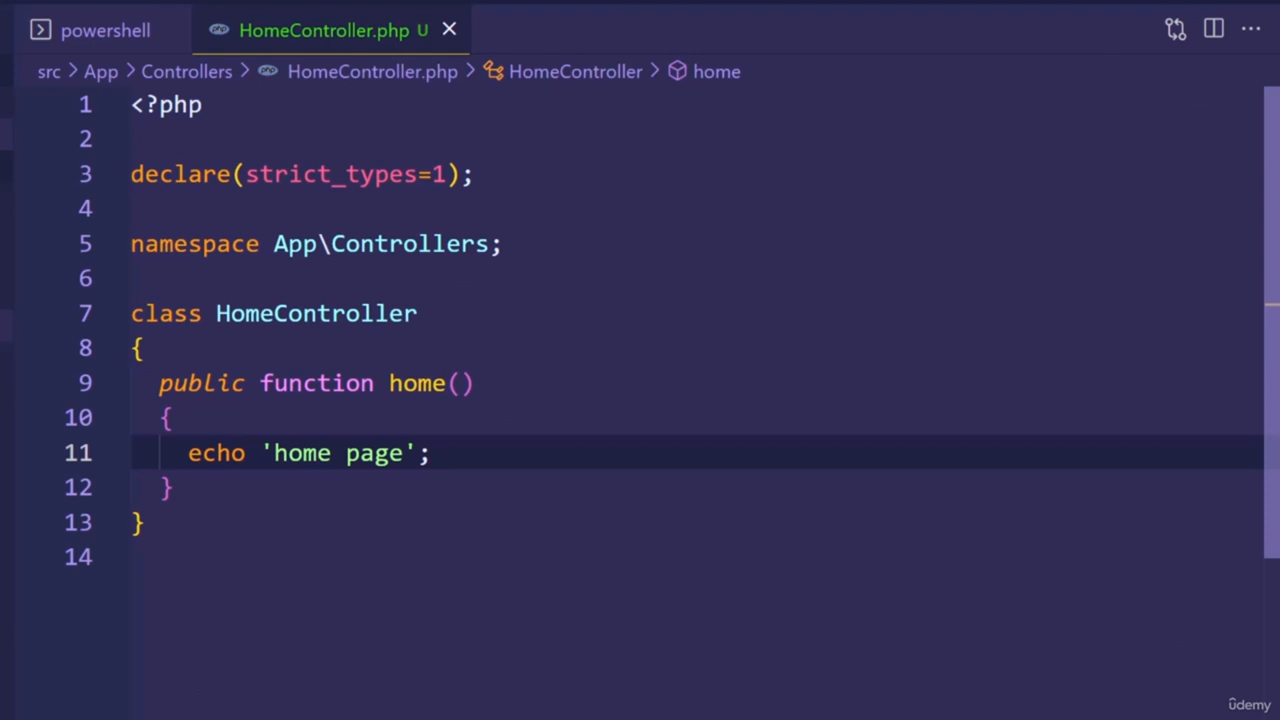 powershell HomeController.php U
src > App > Controllers > HomeController.php > HomeController > home
1 <?php
2
3 declare(strict_types=1);
4
5 namespace App\Controllers;
6
7 class HomeController
8 {
9 public function home()
10 {
11 echo 'home page';
12 }
13 }
14
ûdemy